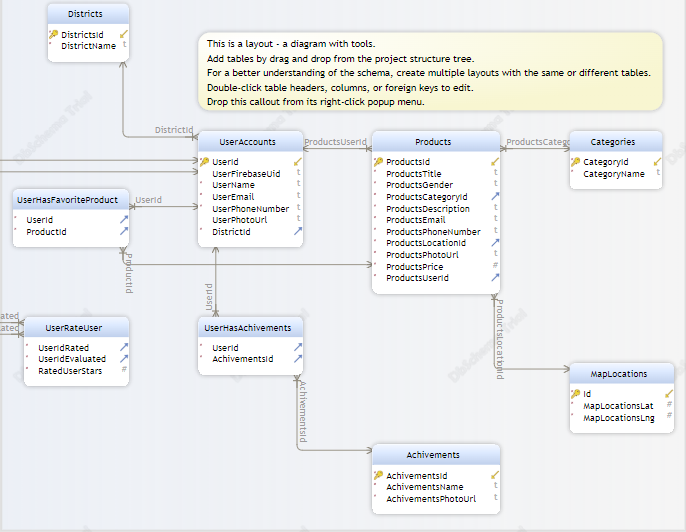 Districts
DistrictsId
DistrictName t
This is a layout - a diagram with tools.
Add tables by drag and drop from the project structure tree.
For a better understanding of the schema, create multiple layouts with the same or different tables.
Double-click table headers, columns, or foreign keys to edit.
Drop this callout from its right-click popup menu.
DistrictId
UserAccounts
UserId
UserFirebaseUid t
UserName t
UserEmail t
UserPhoneNumber t
UserPhotoUrl t
DistrictId
ProductsUserId
Products
ProductsId
ProductsTitle t
ProductsGender t
ProductsCategoryId
ProductsDescription t
ProductsEmail t
ProductsPhoneNumber t
ProductsLocationId
ProductsPhotoUrl t
ProductsPrice #
ProductsUserId
ProductsCateg
Categories
CategoryId
CategoryName t
UserHasFavoriteProduct
UserId
ProductId
UserId
ProductId
UserId
ated
ated
UserRateUser
UserIdRated
UserIdEvaluated
RatedUserStars #
UserHasAchivements
UserId
AchivementsId
AchivementsId
ProductsLocationId
MapLocations
Id
MapLocationsLat #
MapLocationsLng #
Achivements
AchivementsId
AchivementsName t
AchivementsPhotoUrl t